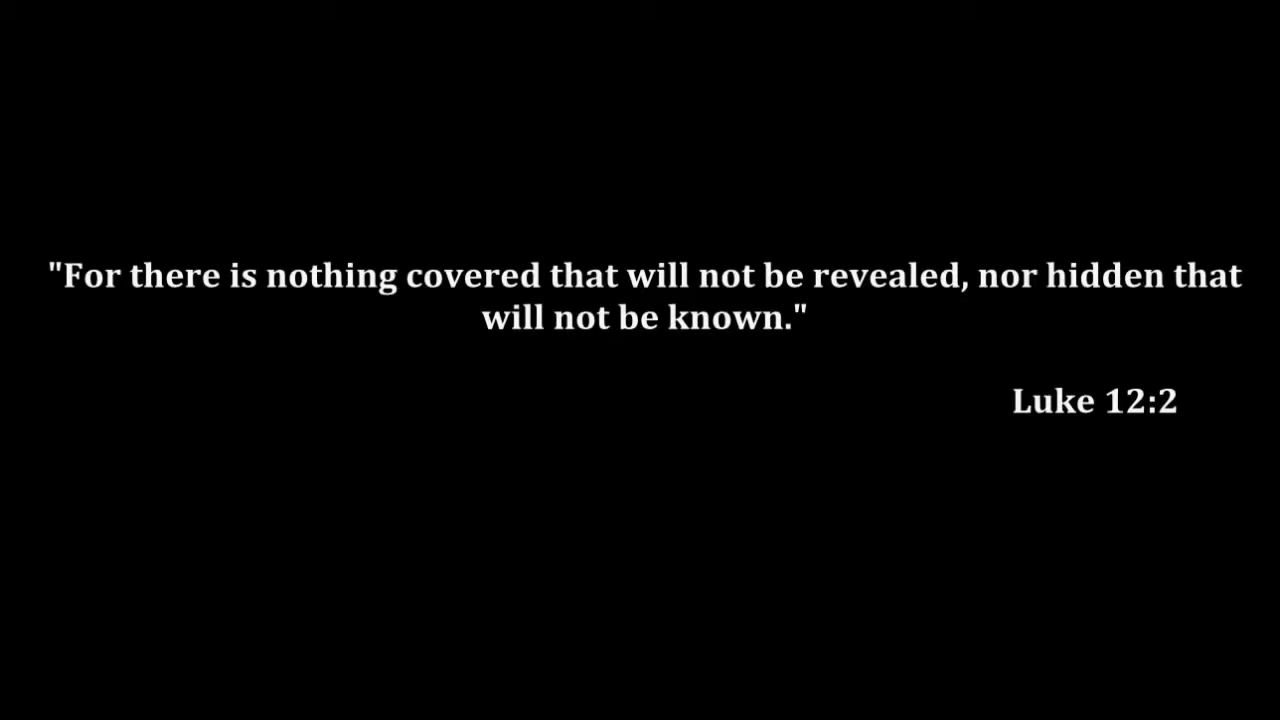 "For there is nothing covered that will not be revealed, nor hidden that
will not be known."
Luke 12:2